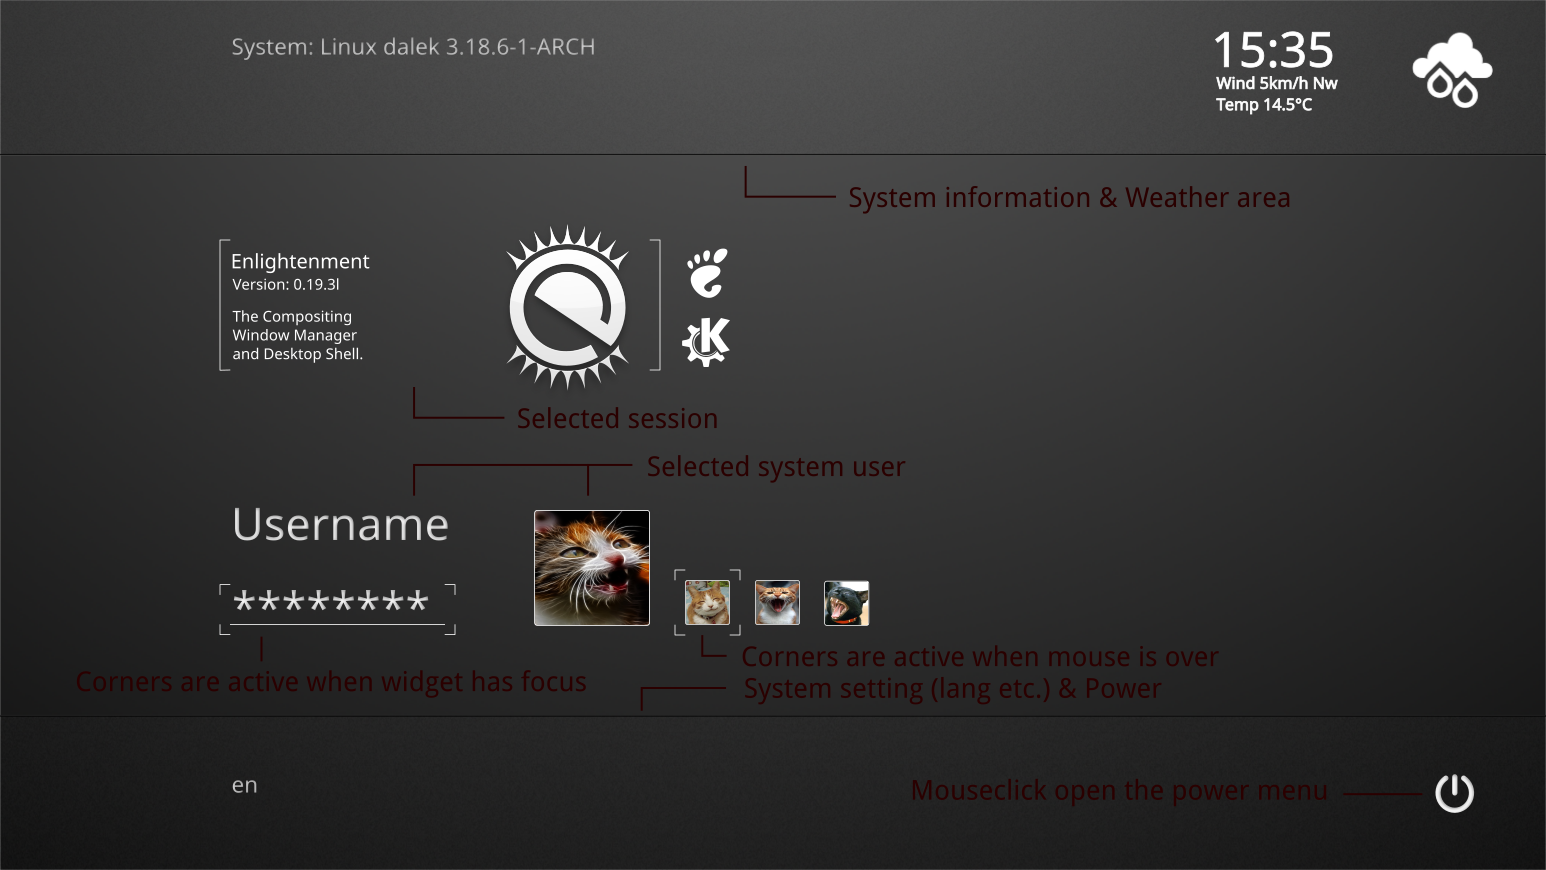 System: Linux dalek 3.18.6-1-ARCH
15:35
Wind 5km/h Nw
Temp 14.5°C
System information & Weather area
Enlightenment
Version: 0.19.3l
The Compositing
Window Manager
and Desktop Shell.
Selected session
Selected system user
Username
********
Corners are active when mouse is over
Corners are active when widget has focus
System setting (lang etc.) & Power
en
Mouseclick open the power menu